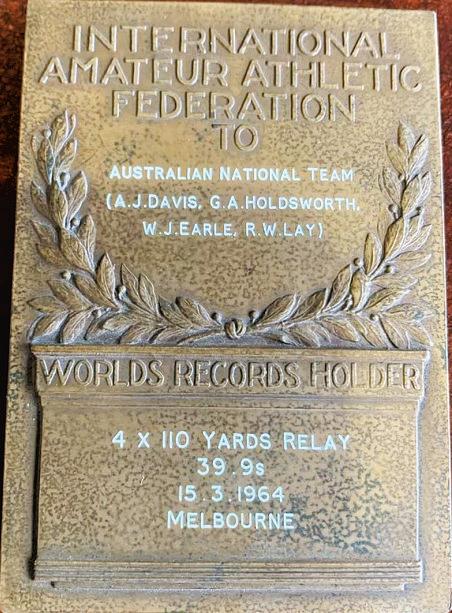 INTERNATIONAL
AMATEUR ATHLETIC
FEDERATION
TO
AUSTRALIAN NATIONAL TEAM
(A.J.DAVIS, G.A.HOLDSWORTH,
W.J.EARLE, R.W.LAY)
WORLDS RECORDS HOLDER
4 X 110 YARDS RELAY
39.9s
15.3.1964
MELBOURNE